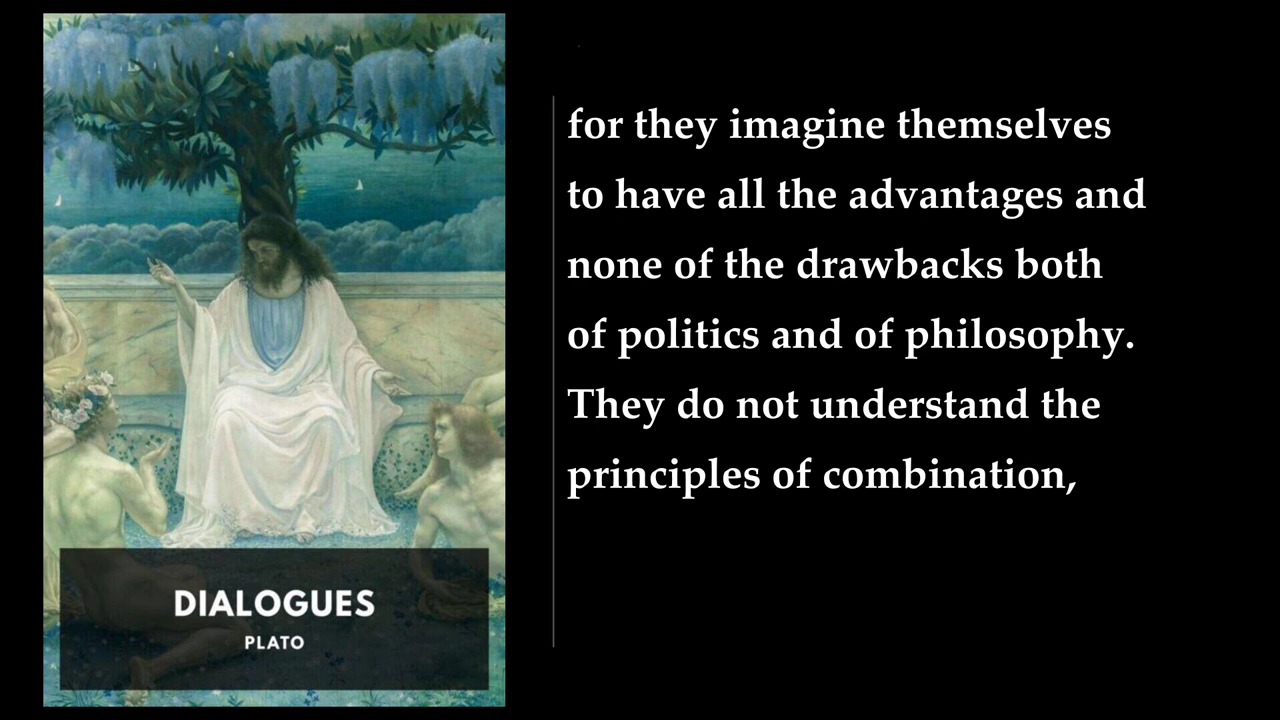 for they imagine themselves
to have all the advantages and
none of the drawbacks both
of politics and of philosophy.
They do not understand the
principles of combination,
DIALOGUES
PLATO